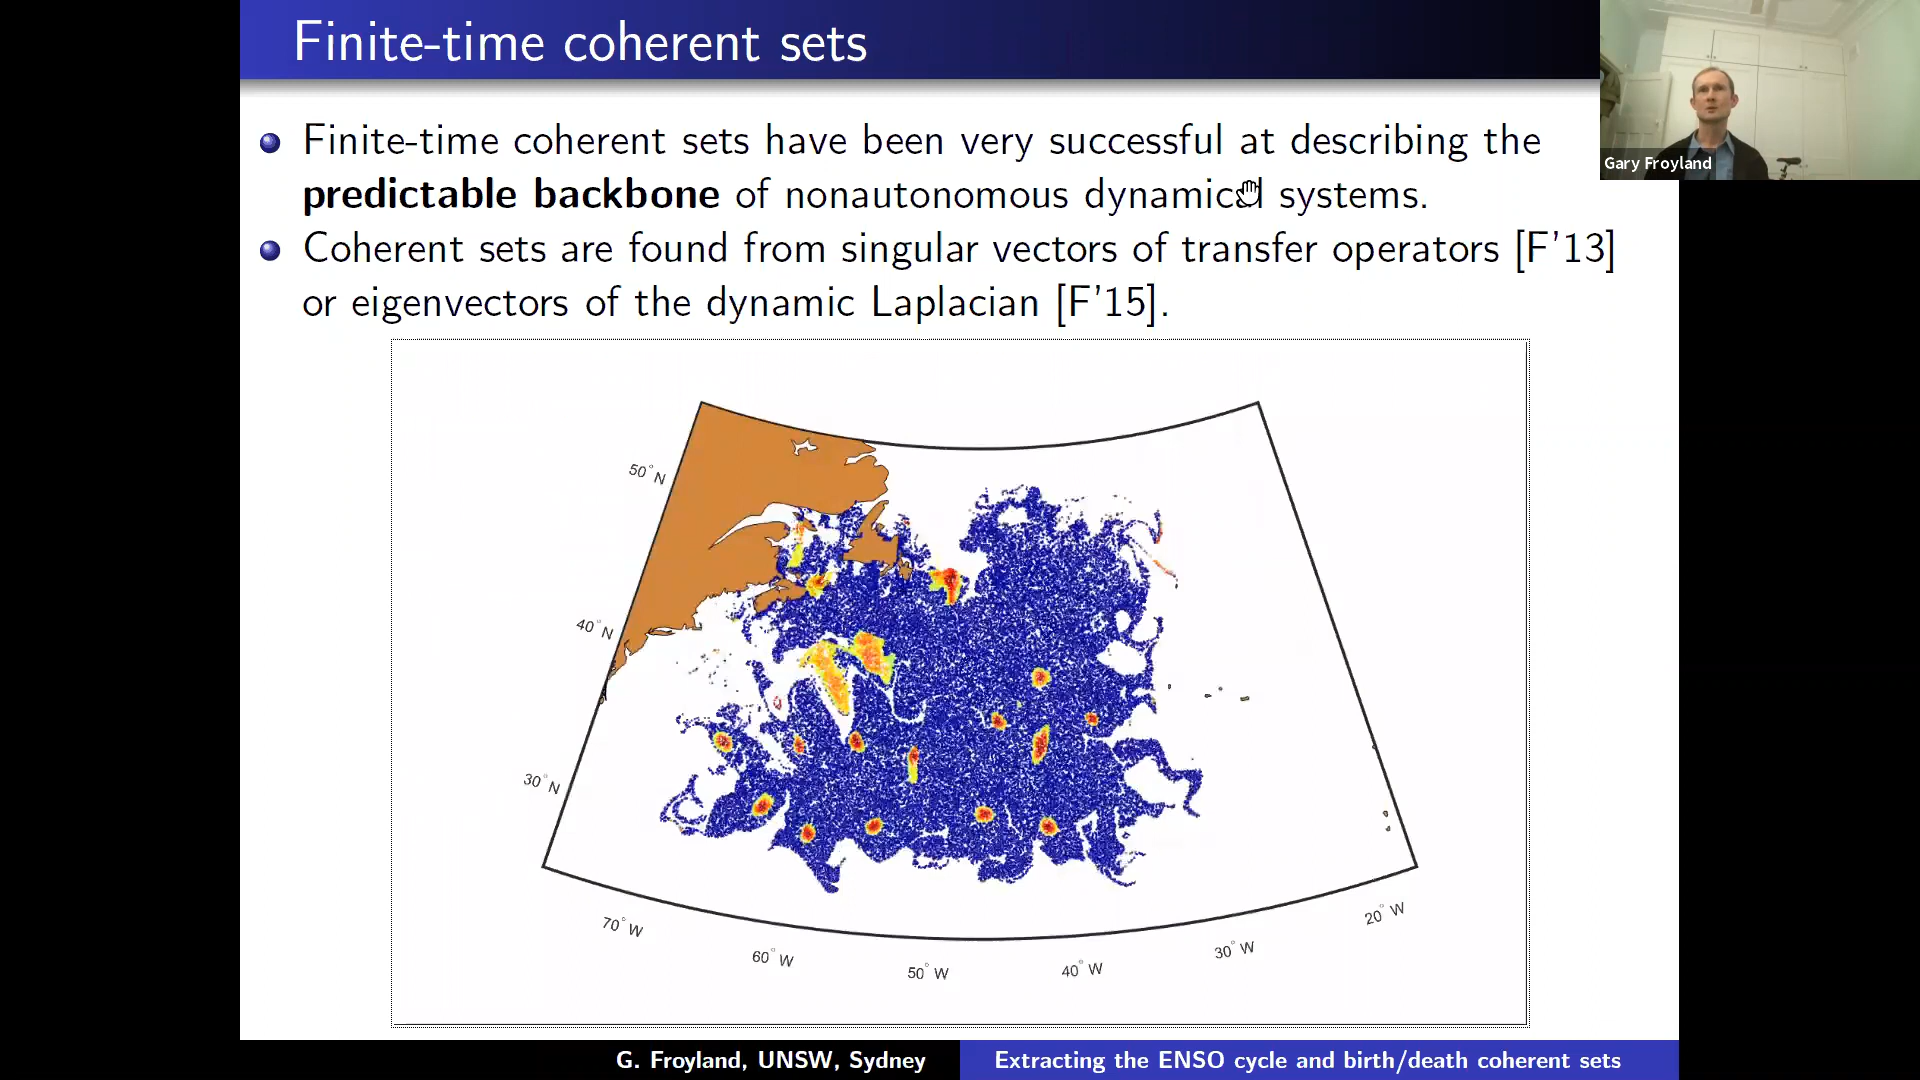 Finite-time coherent sets
Gary Froyland
Finite-time coherent sets have been very successful at describing the
predictable backbone of nonautonomous dynamical systems.
Coherent sets are found from singular vectors of transfer operators [F'13]
or eigenvectors of the dynamic Laplacian [F'15].
50° N
40° N
30° N
70° W
60° W
50° W
40° W
30° W
20° W
G. Froyland, UNSW, Sydney
Extracting the ENSO cycle and birth/death coherent sets